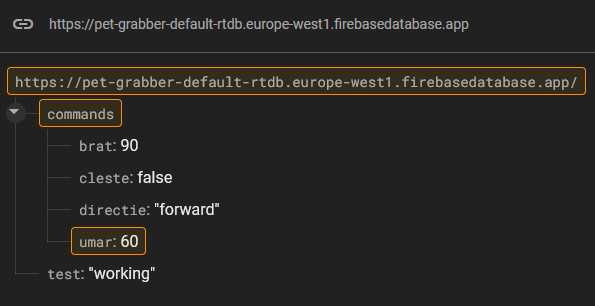 https://pet-grabber-default-rtdb.europe-west1.firebasedatabase.app
https://pet-grabber-default-rtdb.europe-west1.firebasedatabase.app/
commands
brat: 90
cleste: false
directie: "forward"
umar: 60
test: "working"